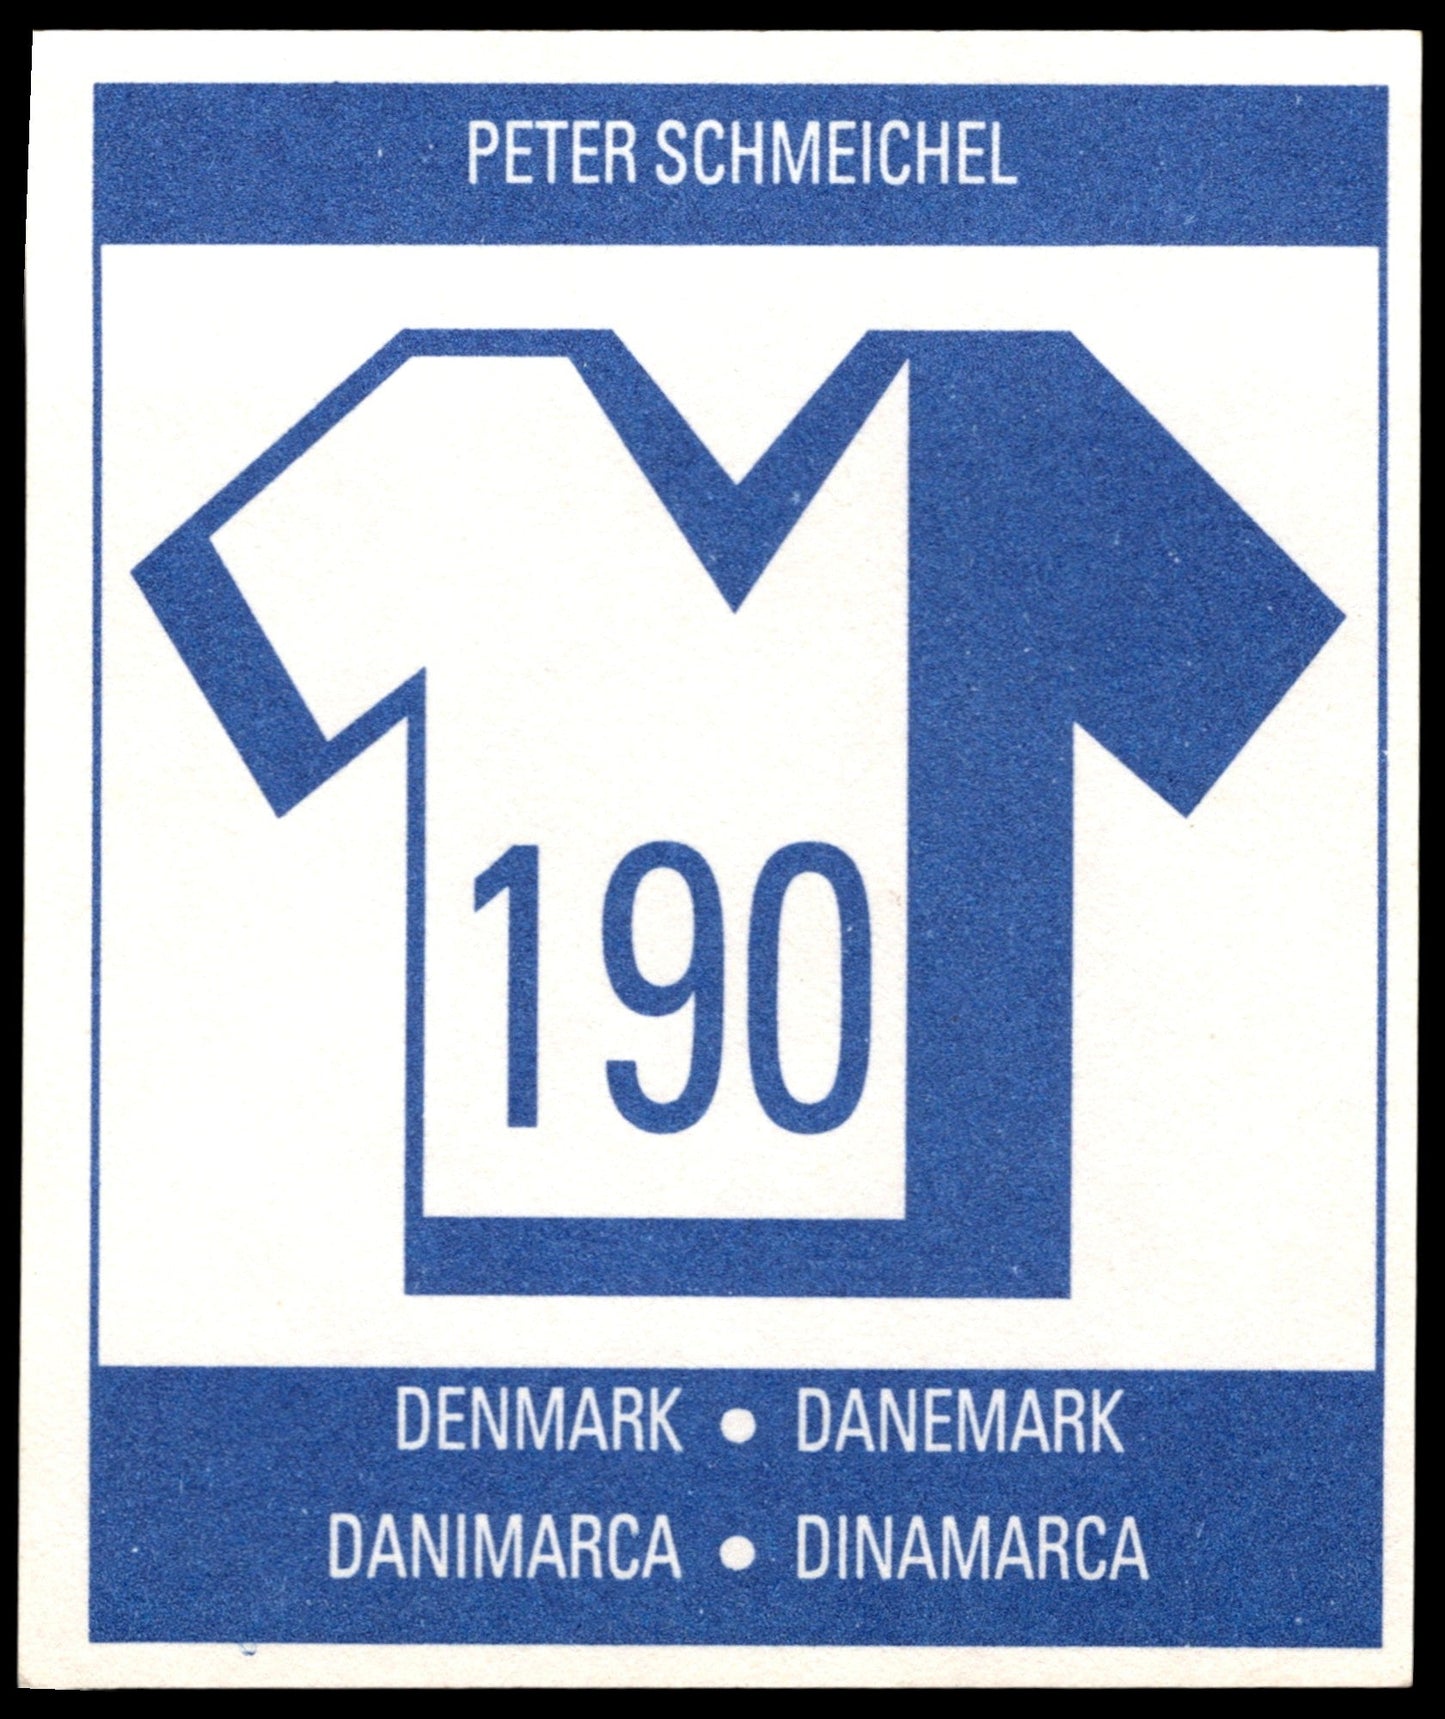 PETER SCHMEICHEL
190
DENMARK • DANEMARK
DANIMARCA • DINAMARCA